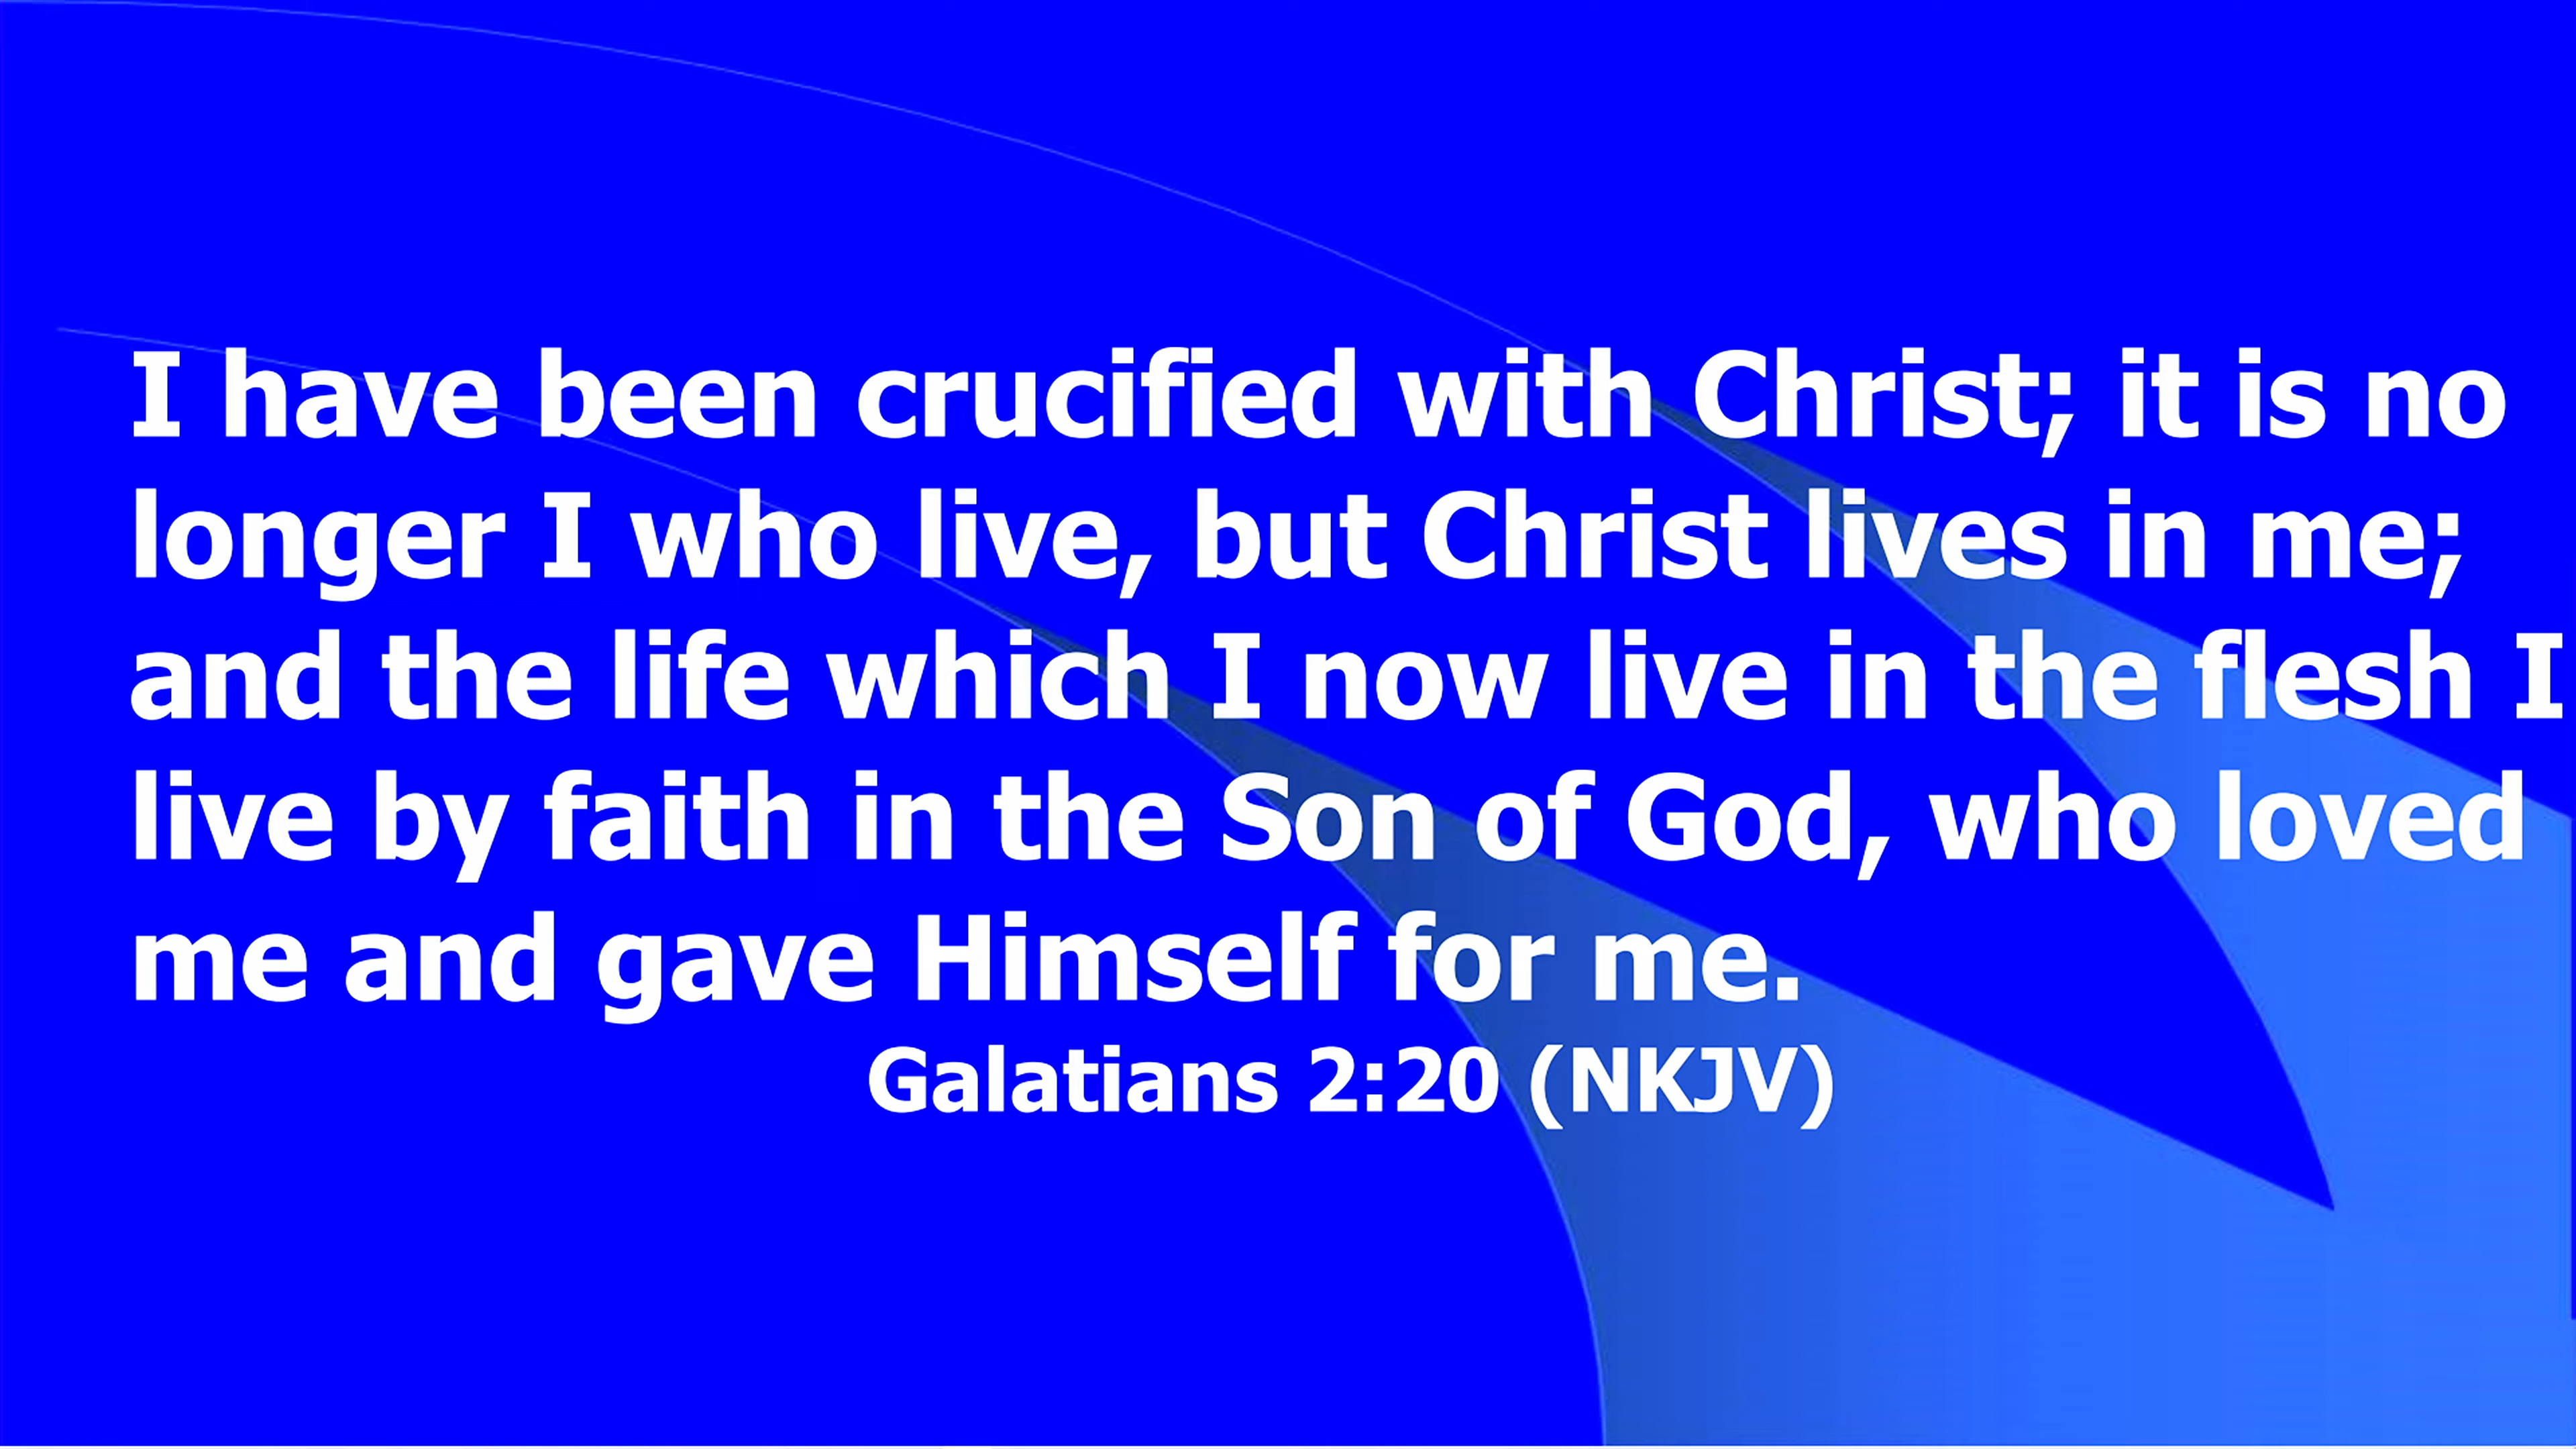 I have been crucified with Christ; it is no
longer I who live, but Christ lives in me;
and the life which I now live in the flesh I
live by faith in the Son of God, who loved
me and gave Himself for me.
Galatians 2:20 (NKJV)